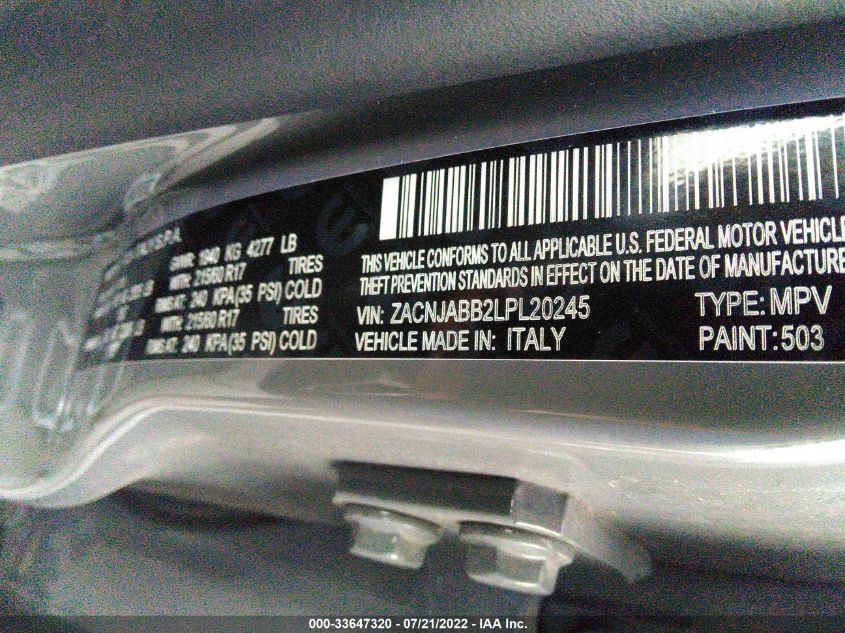 S.P.A.
GVWR: 1940 KG 4277 LB
WITH: 215/60 R17 TIRES
RIMS AT: 240 KPA(35 PSI) COLD
WITH: 215/60 R17 TIRES
RIMS AT: 240 KPA(35 PSI) COLD
THIS VEHICLE CONFORMS TO ALL APPLICABLE U.S. FEDERAL MOTOR VEHICLE
THEFT PREVENTION STANDARDS IN EFFECT ON THE DATE OF MANUFACTURE
VIN: ZACNJABB2LPL20245 TYPE: MPV
VEHICLE MADE IN: ITALY PAINT: 503
000-33647320 - 07/21/2022 - IAA Inc.